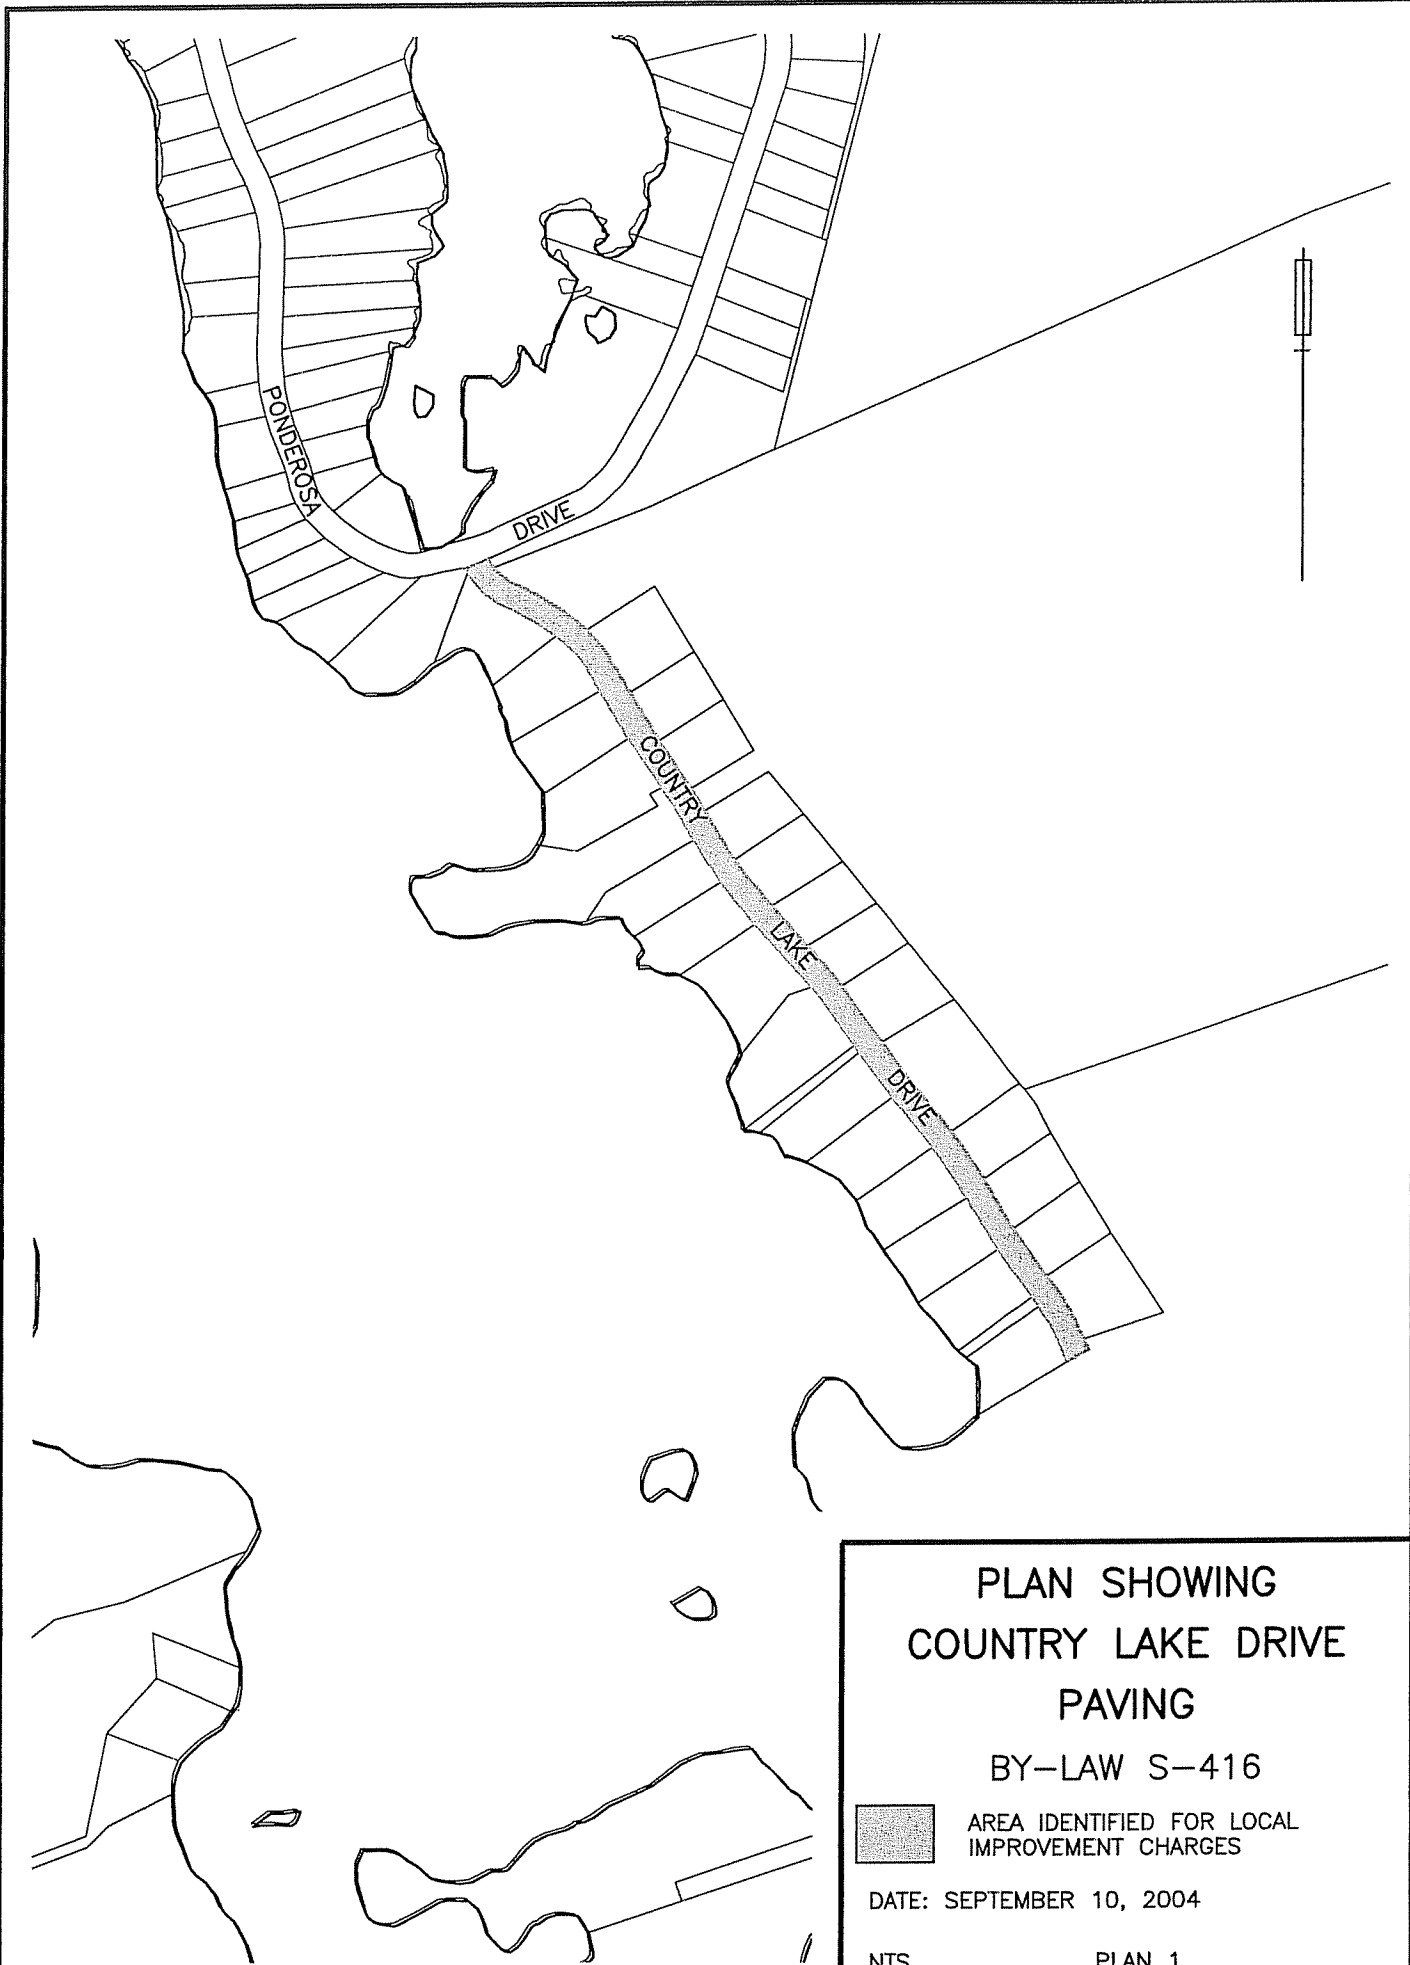 PONDEROSA
DRIVE
COUNTRY
LAKE
DRIVE
PLAN SHOWING
COUNTRY LAKE DRIVE
PAVING
BY-LAW S-416
AREA IDENTIFIED FOR LOCAL
IMPROVEMENT CHARGES
DATE: SEPTEMBER 10, 2004
NTS PLAN 1